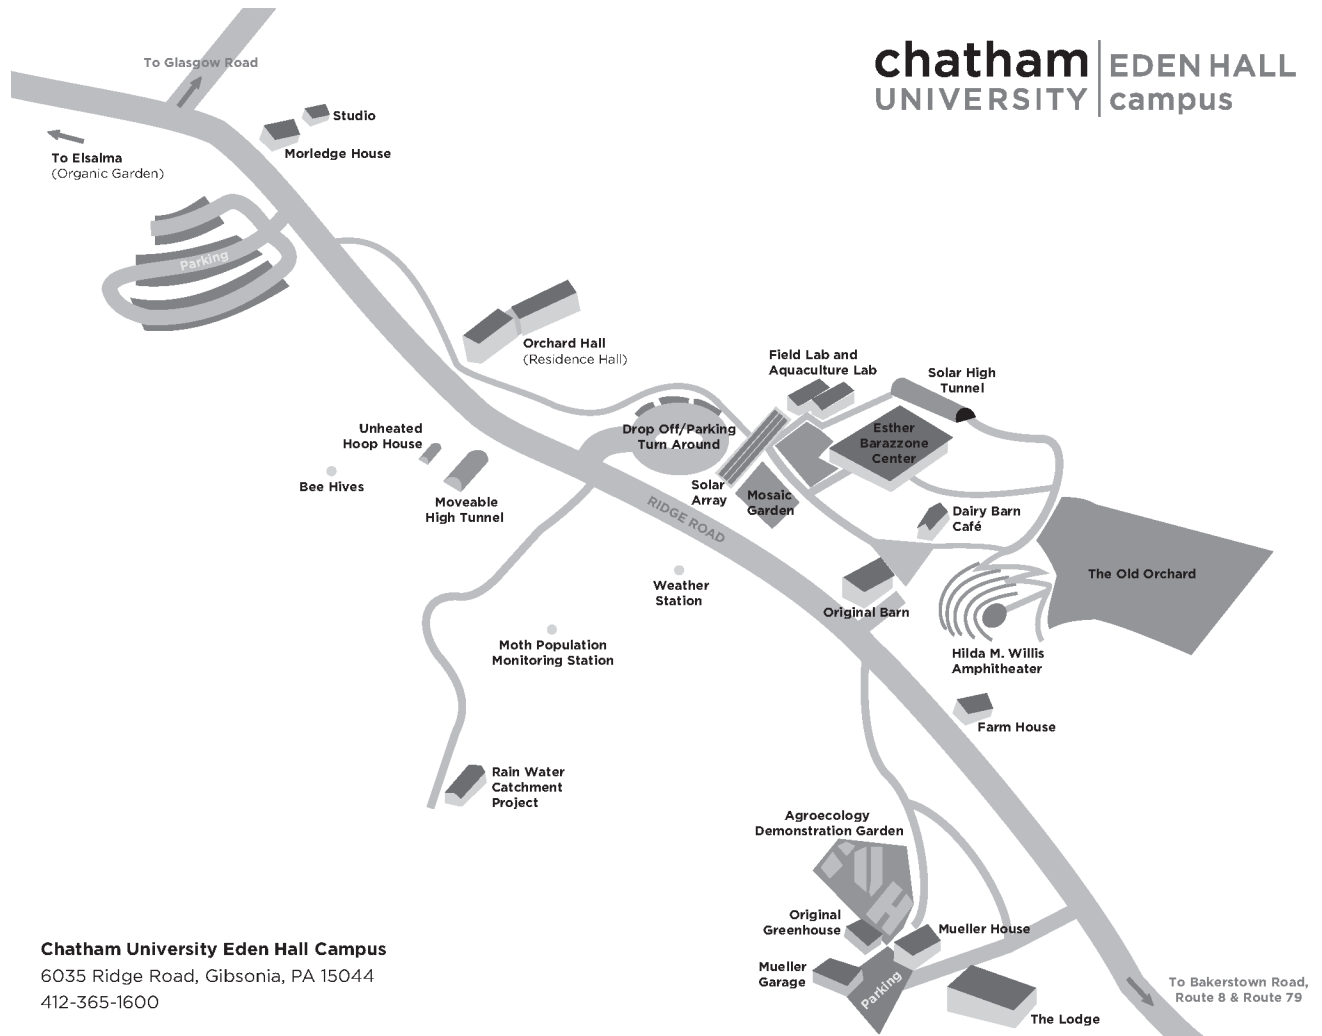 chatham
UNIVERSITY
EDEN HALL
campus
To Glasgow Road
Studio
Morledge House
To Elsalma
(Organic Garden)
Parking
Orchard Hall
(Residence Hall)
Field Lab and
Aquaculture Lab
Solar High
Tunnel
Unheated
Hoop House
Drop Off/Parking
Turn Around
Esther
Barazzone
Center
Bee Hives
Moveable
High Tunnel
Solar
Array
Mosaic
Garden
RIDGE ROAD
Dairy Barn
Café
Weather
Station
The Old Orchard
Original Barn
Moth Population
Monitoring Station
Hilda M. Willis
Amphitheater
Farm House
Rain Water
Catchment
Project
Agroecology
Demonstration Garden
Original
Greenhouse
Mueller House
Mueller
Garage
Parking
The Lodge
To Bakerstown Road,
Route 8 & Route 79
Chatham University Eden Hall Campus
6035 Ridge Road, Gibsonia, PA 15044
412-365-1600